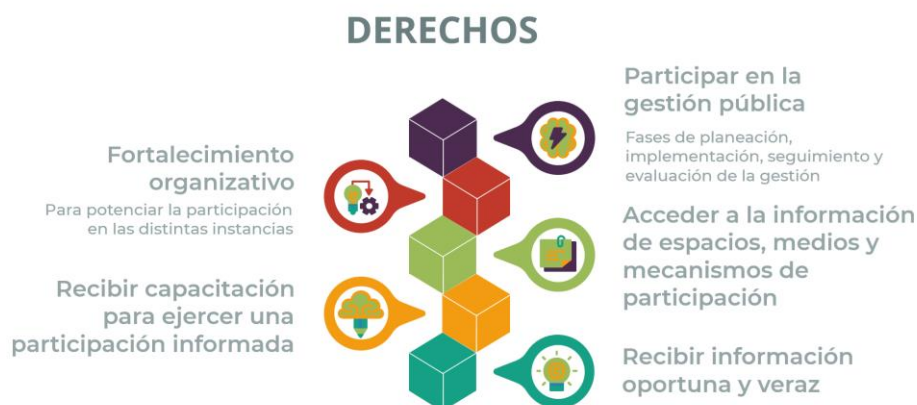 DERECHOS
Participar en la
gestión pública
Fases de planeación,
implementación, seguimiento y
evaluación de la gestión
Fortalecimiento
organizativo
Para potenciar la participación
en las distintas instancias
Acceder a la información
de espacios, medios y
mecanismos de
participación
Recibir capacitación
para ejercer una
participación informada
Recibir información
oportuna y veraz